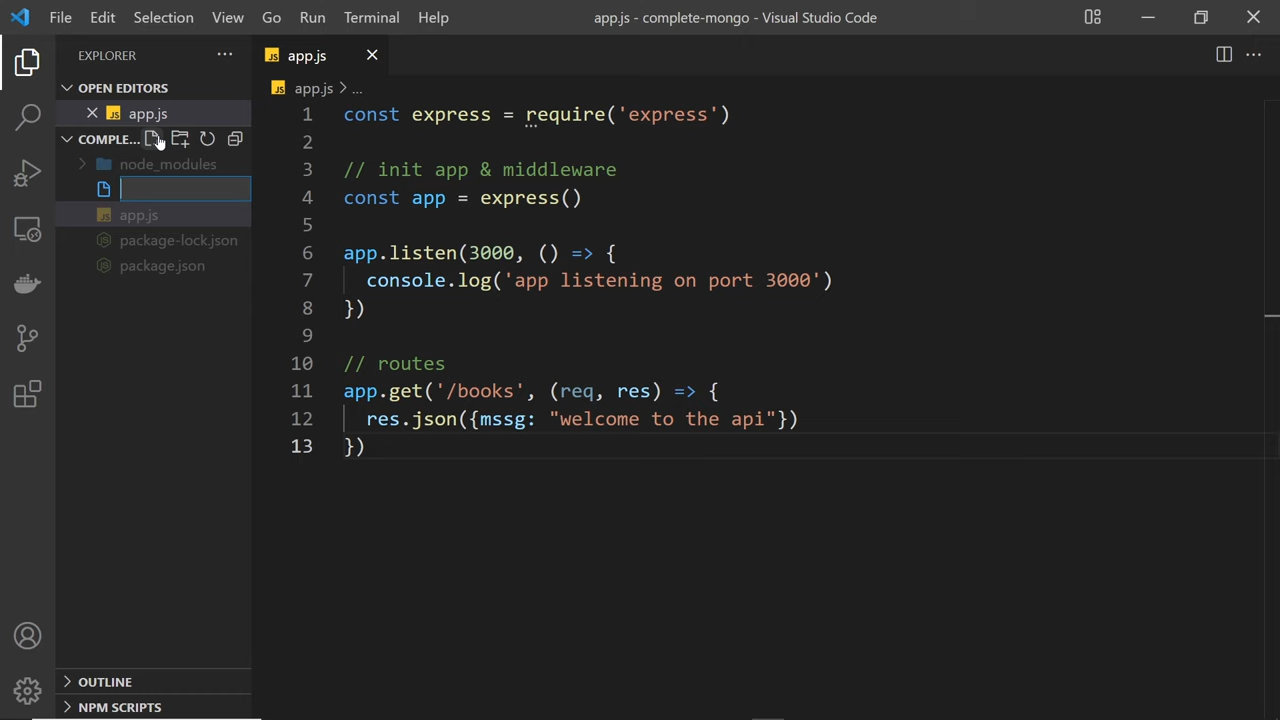 File Edit Selection View Go Run Terminal Help
app.js - complete-mongo - Visual Studio Code
EXPLORER
OPEN EDITORS
JS app.js
COMPLE...
node_modules
JS app.js
package-lock.json
package.json
OUTLINE
NPM SCRIPTS
JS app.js
JS app.js > ...
1 const express = require('express')
2
3 // init app & middleware
4 const app = express()
5
6 app.listen(3000, () => {
7 console.log('app listening on port 3000')
8 })
9
10 // routes
11 app.get('/books', (req, res) => {
12 res.json({mssg: "welcome to the api"})
13 })